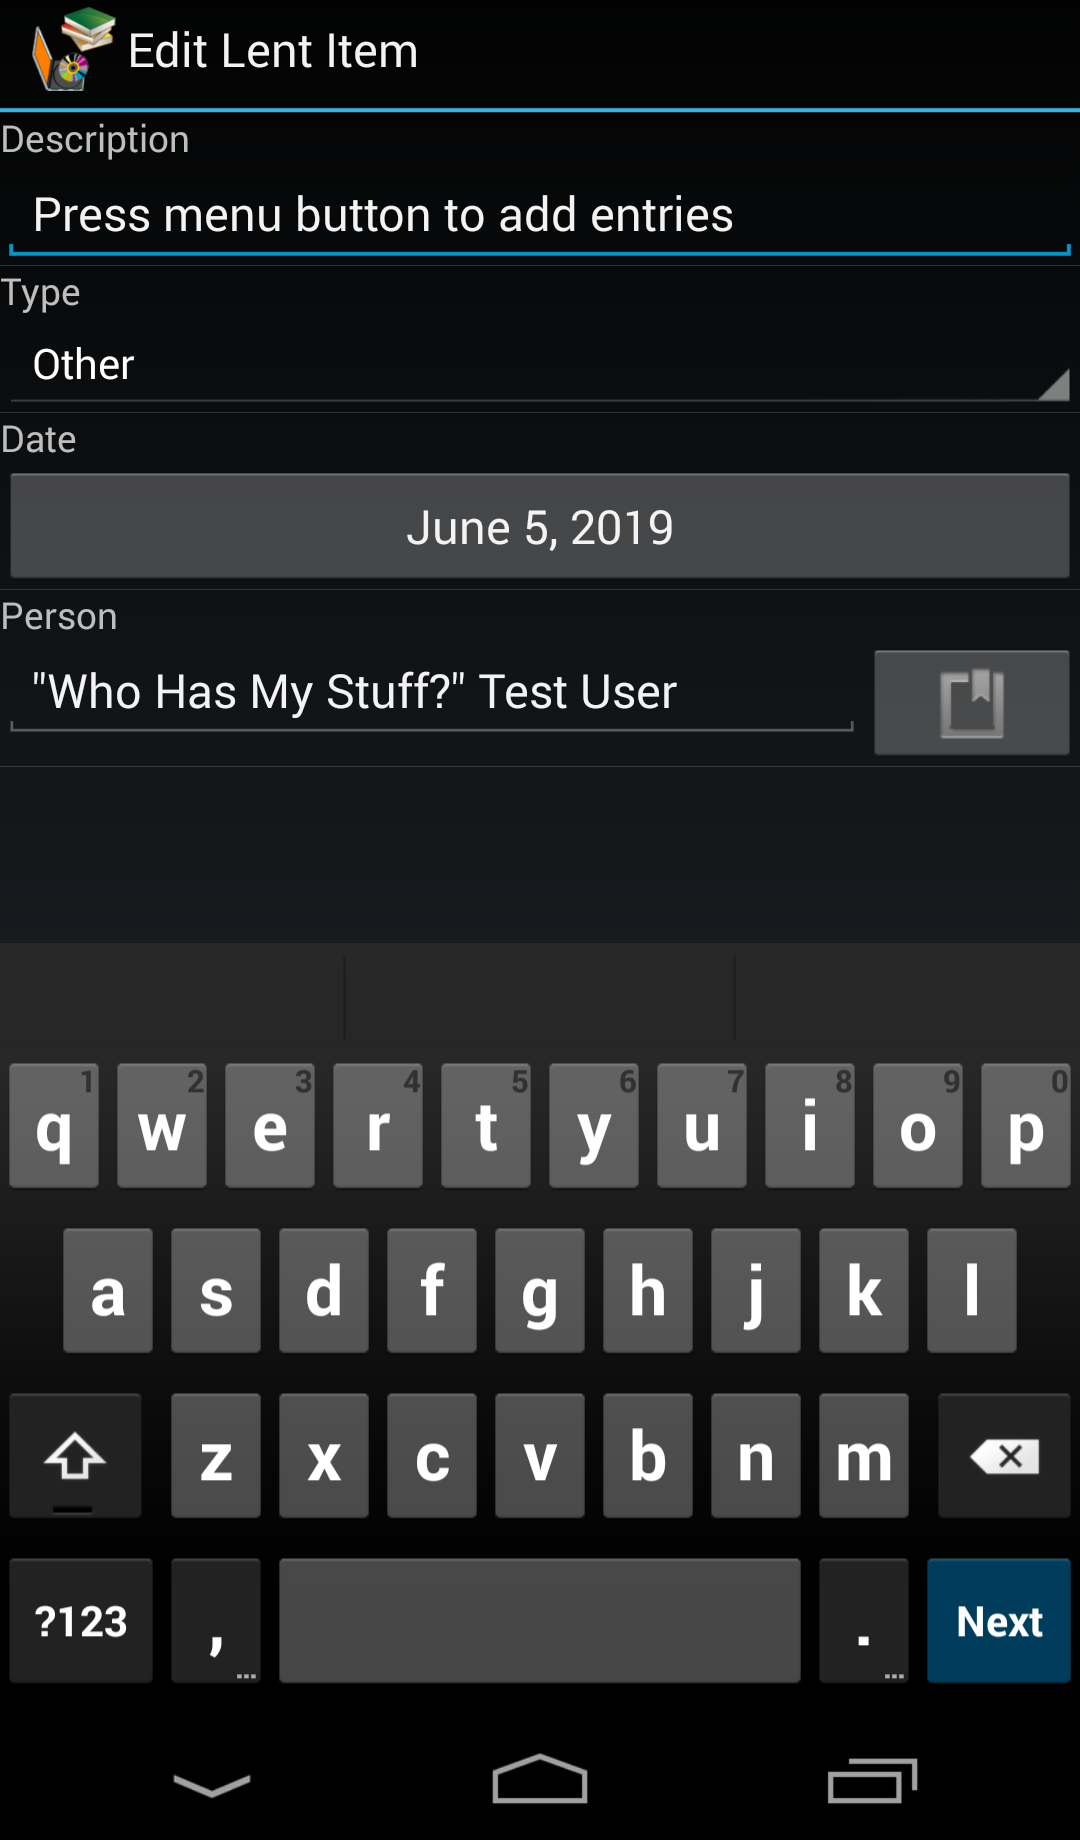 Edit Lent Item
Description
Press menu button to add entries
Type
Other
Date
June 5, 2019
Person
"Who Has My Stuff?" Test User
1 2 3 4 5 6 7 8 9 0
q w e r t y u i o p
a s d f g h j k l
z x c v b n m
?123 , ... . ... Next